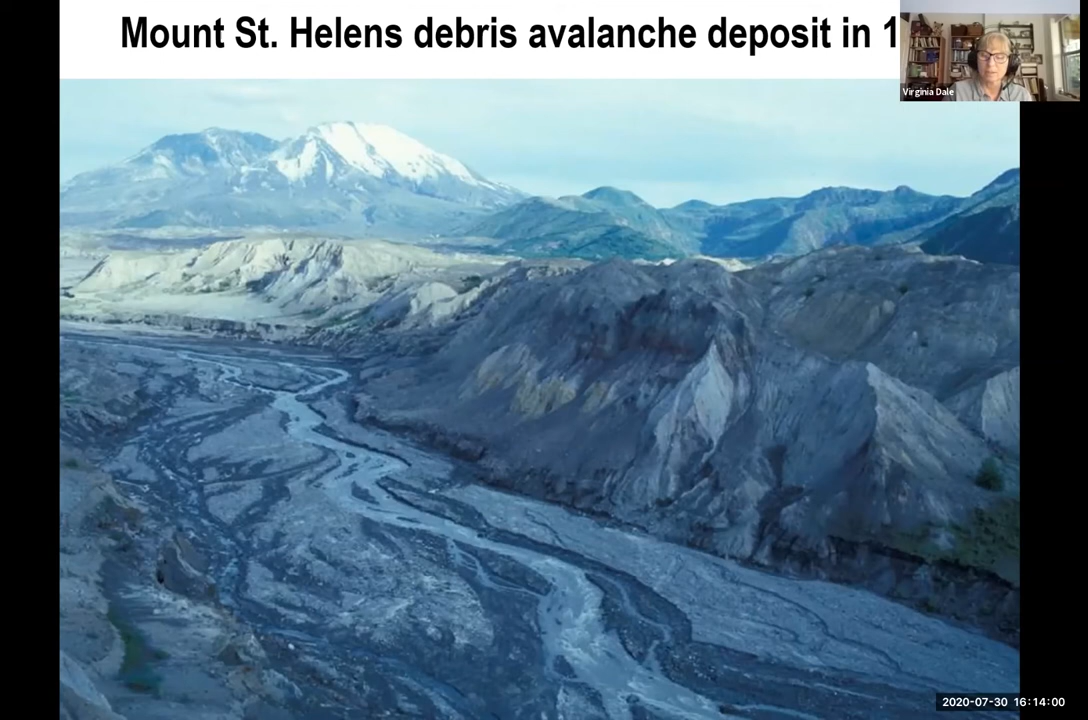 Mount St. Helens debris avalanche deposit in 1
Virginia Dale
2020-07-30 16:14:00